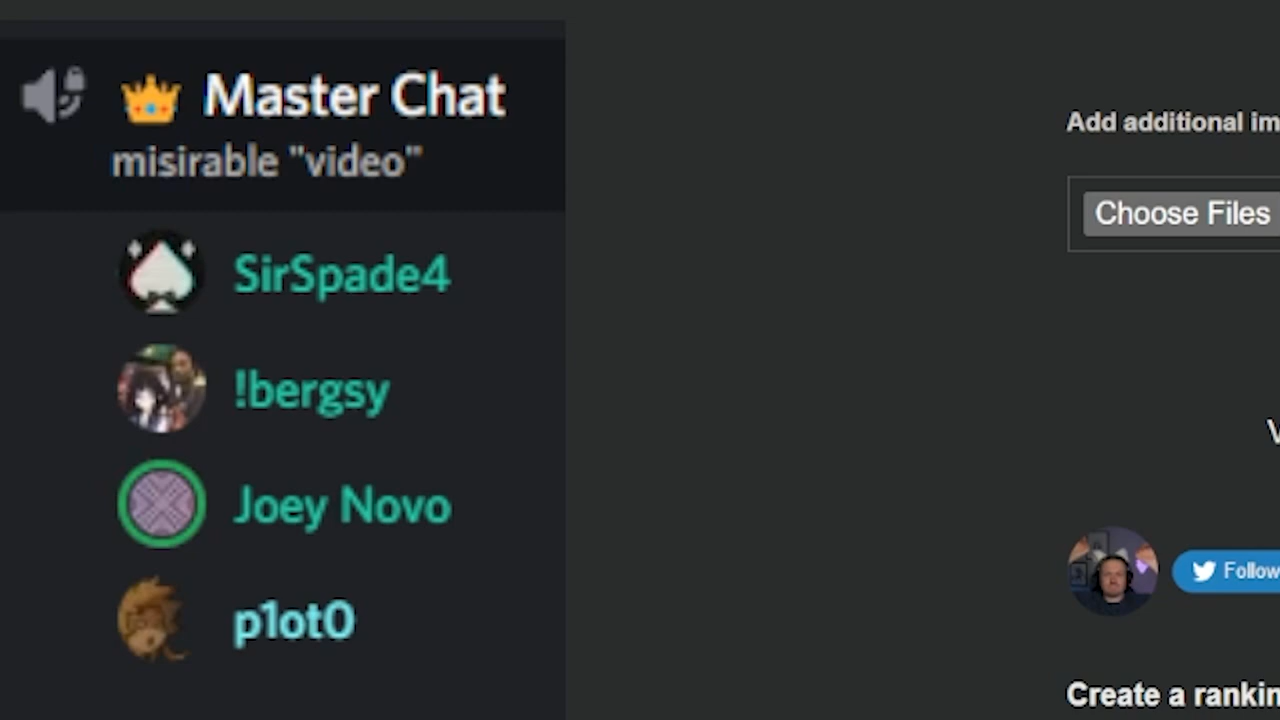 Master Chat
misirable "video"
SirSpade4
!bergsy
Joey Novo
p1ot0
Add additional im
Choose Files
V
Follow
Create a rankin